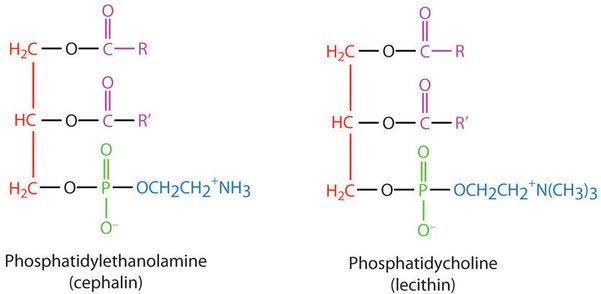 O O
H₂C — O — C — R H₂C — O — C — R
O O
HC — O — C — R′ HC — O — C — R′
O O
H₂C — O — P — OCH₂CH₂⁺NH3 H₂C — O — P — OCH₂CH₂⁺N(CH₃)₃
O⁻ O⁻
Phosphatidylethanolamine Phosphatidycholine
(cephalin) (lecithin)